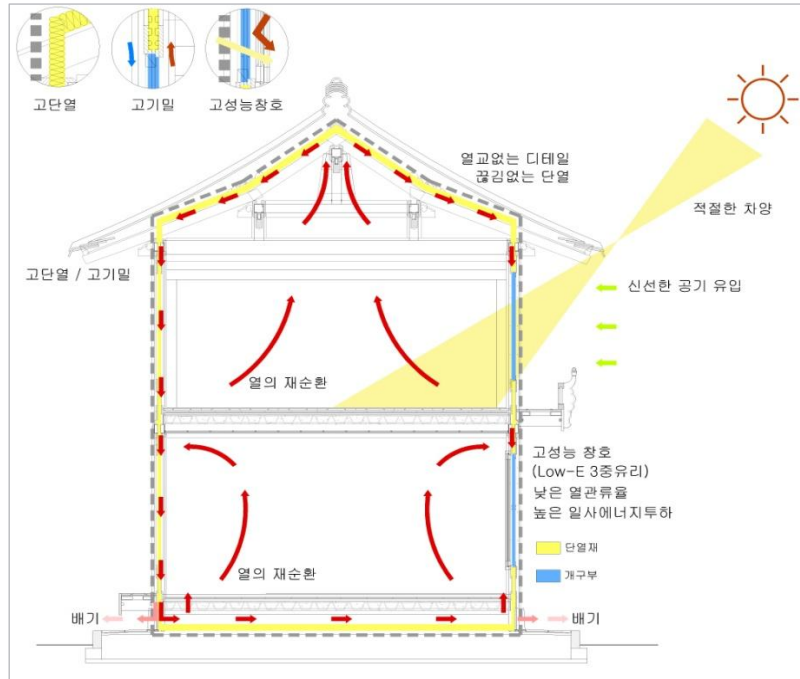 고단열
고기밀
고성능창호
열교없는 디테일
끊김없는 단열
적절한 차양
고단열 / 고기밀
신선한 공기 유입
열의 재순환
고성능 창호
(Low-E 3중유리)
낮은 열관류율
높은 일사에너지투하
단열재
개구부
열의 재순환
배기
배기